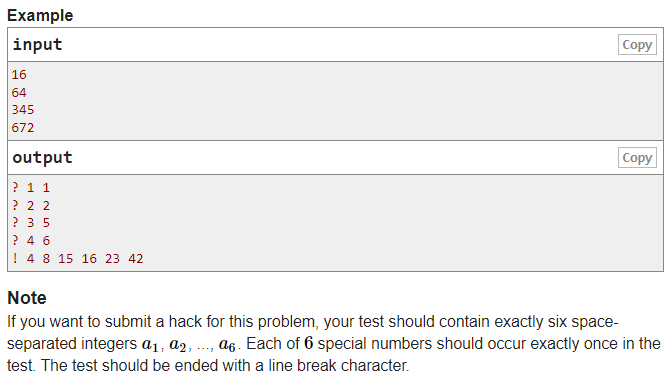 Example
input
Copy
16
64
345
672
output
Copy
? 1 1
? 2 2
? 3 5
? 4 6
! 4 8 15 16 23 42
Note
If you want to submit a hack for this problem, your test should contain exactly six space-
separated integers a1, a2, ..., a6. Each of 6 special numbers should occur exactly once in the
test. The test should be ended with a line break character.